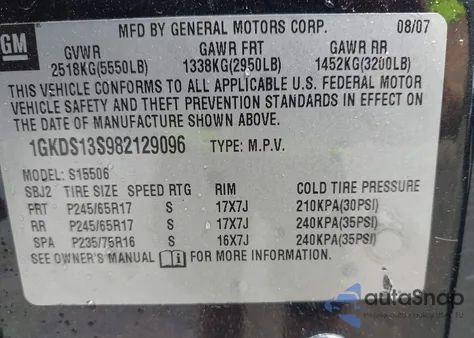 MFD BY GENERAL MOTORS CORP. 08/07
GM
GVWR GAWR FRT GAWR RR
2518KG(5550LB) 1338KG(2950LB) 1452KG(3200LB)
THIS VEHICLE CONFORMS TO ALL APPLICABLE U.S. FEDERAL MOTOR
VEHICLE SAFETY AND THEFT PREVENTION STANDARDS IN EFFECT ON
THE DATE OF MANUFACTURE SHOWN ABOVE.
1GKDS13S982129096 TYPE: M.P.V.
MODEL: S15506
SBJ2 TIRE SIZE SPEED RTG RIM COLD TIRE PRESSURE
FRT P245/65R17 S 17X7J 210KPA(30PSI)
RR P245/65R17 S 17X7J 240KPA(35PSI)
SPA P235/75R16 S 16X7J 240KPA(35PSI)
SEE OWNER'S MANUAL i FOR MORE INFORMATION.
autoSnap